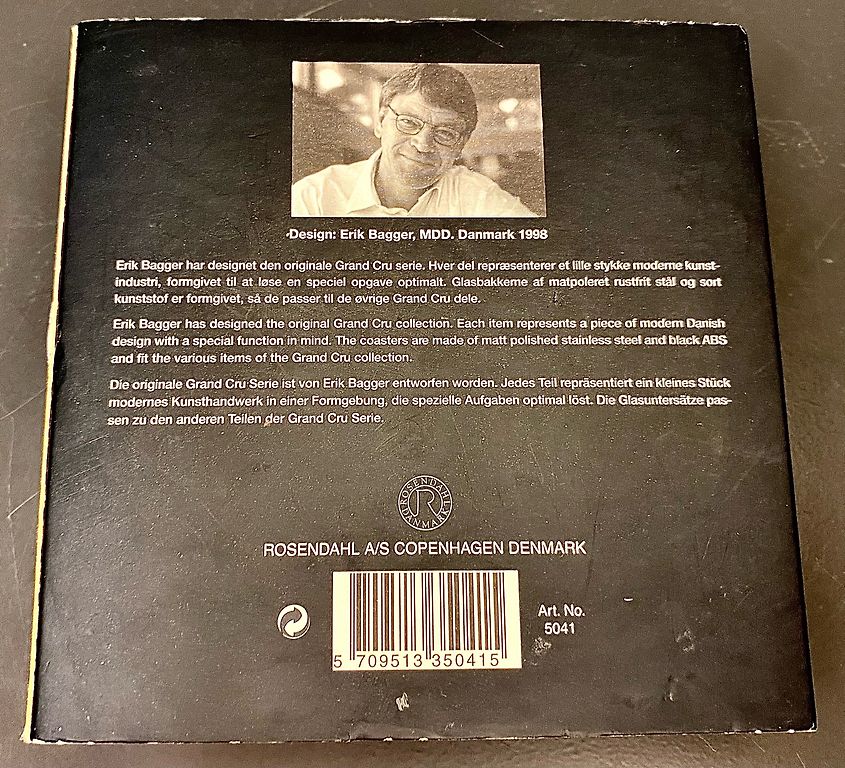 Design: Erik Bagger, MDD. Danmark 1998
Erik Bagger har designet den originale Grand Cru serie. Hver del repræsenterer et lille stykke moderne kunst-
industri, formgivet til at løse en speciel opgave optimalt. Glasbakkerne af matpoleret rustfrit stål og sort
kunststof er formgivet, så de passer til de øvrige Grand Cru dele.
Erik Bagger has designed the original Grand Cru collection. Each item represents a piece of modern Danish
design with a special function in mind. The coasters are made of matt polished stainless steel and black ABS
and fit the various items of the Grand Cru collection.
Die originale Grand Cru Serie ist von Erik Bagger entworfen worden. Jedes Teil repräsentiert ein kleines Stück
modernes Kunsthandwerk in einer Formgebung, die spezielle Aufgaben optimal löst. Die Glasuntersätze pas-
sen zu den anderen Teilen der Grand Cru Serie.
ROSENDAHL
R
DANMARK
ROSENDAHL A/S COPENHAGEN DENMARK
Art. No.
5041
5 709513 350415